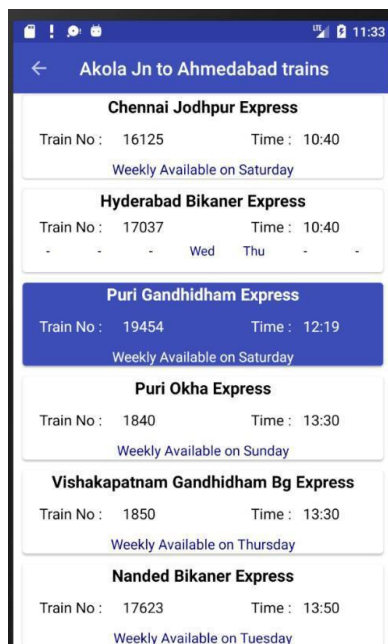 LTE 11:33
Akola Jn to Ahmedabad trains
Chennai Jodhpur Express
Train No : 16125 Time : 10:40
Weekly Available on Saturday
Hyderabad Bikaner Express
Train No : 17037 Time : 10:40
- - - Wed Thu - -
Puri Gandhidham Express
Train No : 19454 Time : 12:19
Weekly Available on Saturday
Puri Okha Express
Train No : 1840 Time : 13:30
Weekly Available on Sunday
Vishakapatnam Gandhidham Bg Express
Train No : 1850 Time : 13:30
Weekly Available on Thursday
Nanded Bikaner Express
Train No : 17623 Time : 13:50
Weekly Available on Tuesday